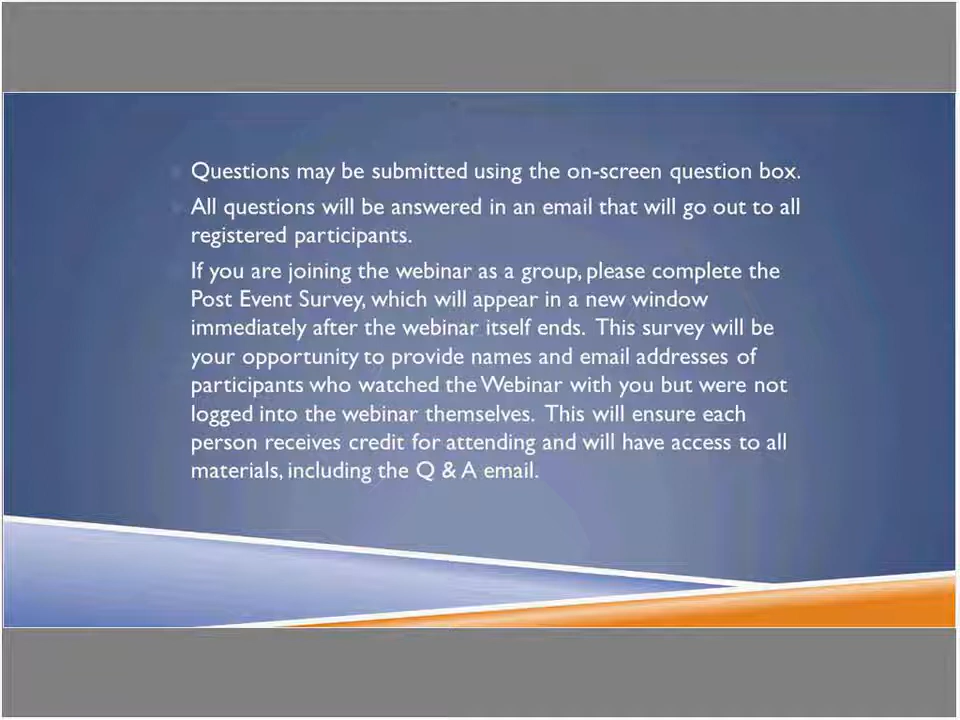 Questions may be submitted using the on-screen question box.
All questions will be answered in an email that will go out to all
registered participants.
If you are joining the webinar as a group, please complete the
Post Event Survey, which will appear in a new window
immediately after the webinar itself ends.  This survey will be
your opportunity to provide names and email addresses of
participants who watched the Webinar with you but were not
logged into the webinar themselves.  This will ensure each
person receives credit for attending and will have access to all
materials, including the Q & A email.